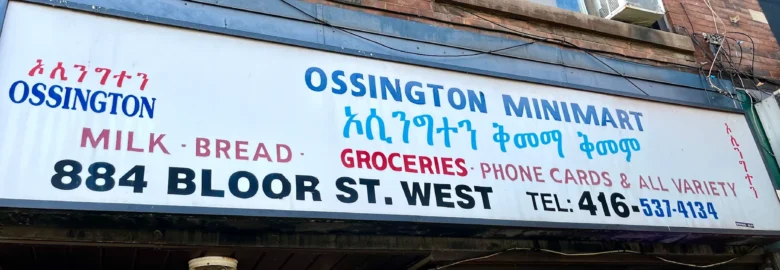 ኦሲንግተን
OSSINGTON
OSSINGTON MINIMART
ኦሲንግተን ቅመማ ቅመም
MILK · BREAD · GROCERIES · PHONE CARDS & ALL VARIETY
884 BLOOR ST. WEST TEL: 416-537-4134
ኦሲንግተን